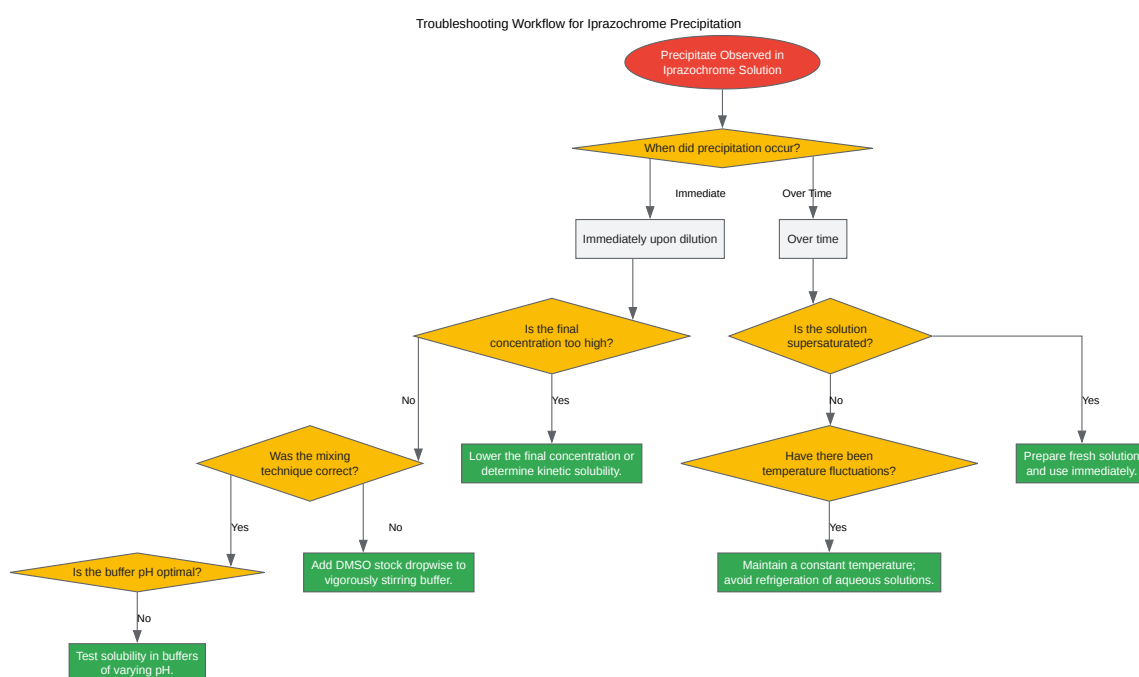 Troubleshooting Workflow for Iprazochrome Precipitation
Precipitate Observed in
Iprazochrome Solution
When did precipitation occur?
Immediate
Over Time
Immediately upon dilution
Over time
Is the final
concentration too high?
Is the solution
supersaturated?
No
Yes
No
Yes
Was the mixing
technique correct?
Lower the final concentration or
determine kinetic solubility.
Have there been
temperature fluctuations?
Prepare fresh solution
and use immediately.
Yes
No
Yes
Is the buffer pH optimal?
Add DMSO stock dropwise to
vigorously stirring buffer.
Maintain a constant temperature;
avoid refrigeration of aqueous solutions.
No
Test solubility in buffers
of varying pH.